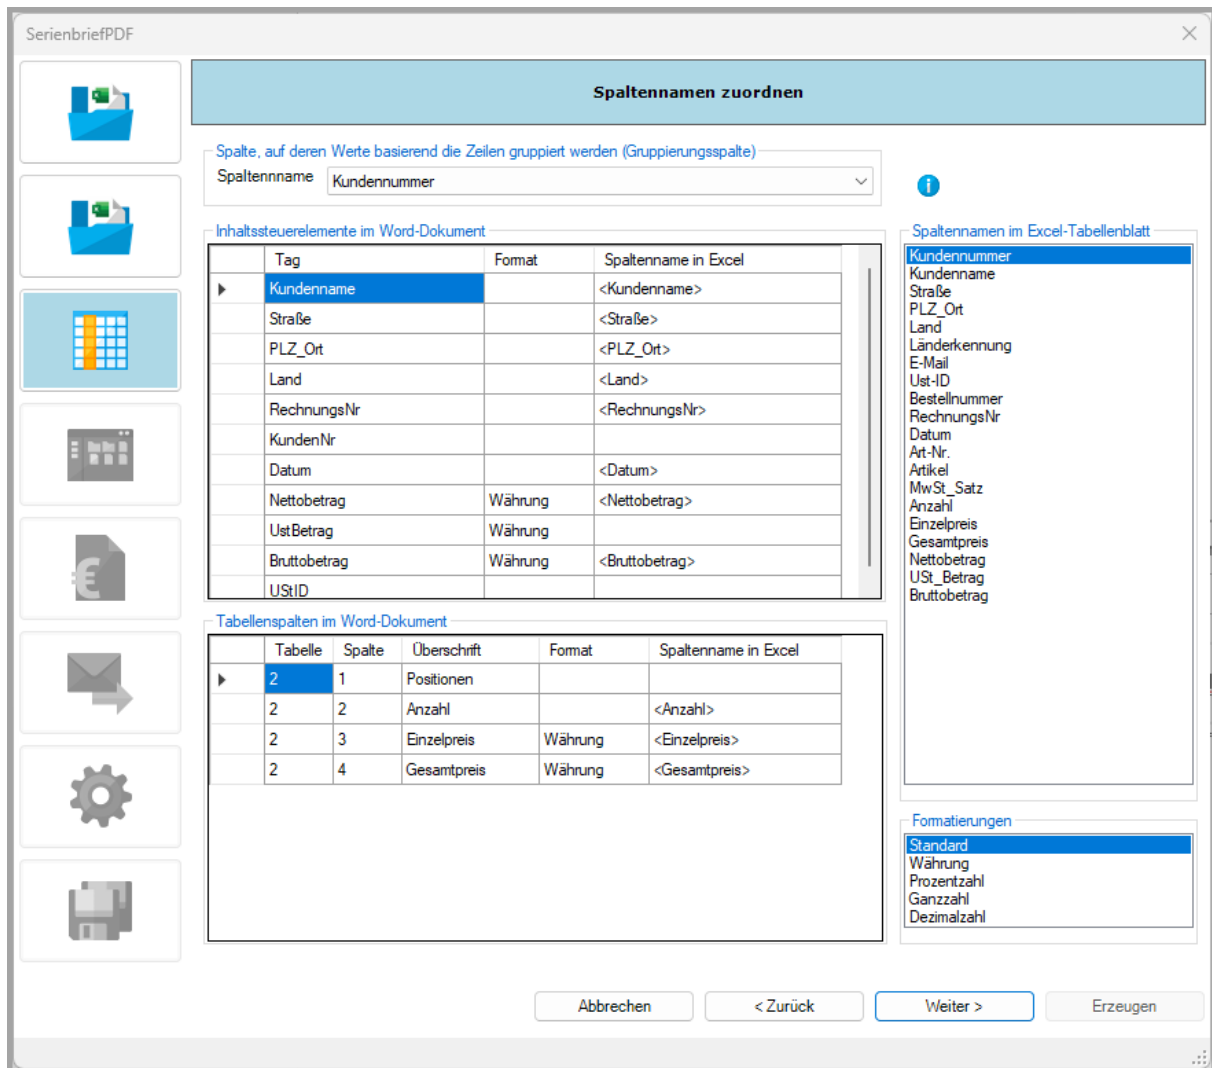 SerienbriefPDF
Spaltennamen zuordnen
Spalte, auf deren Werte basierend die Zeilen gruppiert werden (Gruppierungsspalte)
Spaltennname Kundennummer
Inhaltssteuerelemente im Word-Dokument
Tag Format Spaltenname in Excel
Kundenname <Kundenname>
Straße <Straße>
PLZ_Ort <PLZ_Ort>
Land <Land>
RechnungsNr <RechnungsNr>
KundenNr
Datum <Datum>
Nettobetrag Währung <Nettobetrag>
UstBetrag Währung
Bruttobetrag Währung <Bruttobetrag>
UStID
Tabellenspalten im Word-Dokument
Tabelle Spalte Überschrift Format Spaltenname in Excel
2 1 Positionen
2 2 Anzahl <Anzahl>
2 3 Einzelpreis Währung <Einzelpreis>
2 4 Gesamtpreis Währung <Gesamtpreis>
Spaltennamen im Excel-Tabellenblatt
Kundennummer
Kundenname
Straße
PLZ_Ort
Land
Länderkennung
E-Mail
Ust-ID
Bestellnummer
RechnungsNr
Datum
Art-Nr.
Artikel
MwSt_Satz
Anzahl
Einzelpreis
Gesamtpreis
Nettobetrag
USt_Betrag
Bruttobetrag
Formatierungen
Standard
Währung
Prozentzahl
Ganzzahl
Dezimalzahl
Abbrechen < Zurück Weiter > Erzeugen